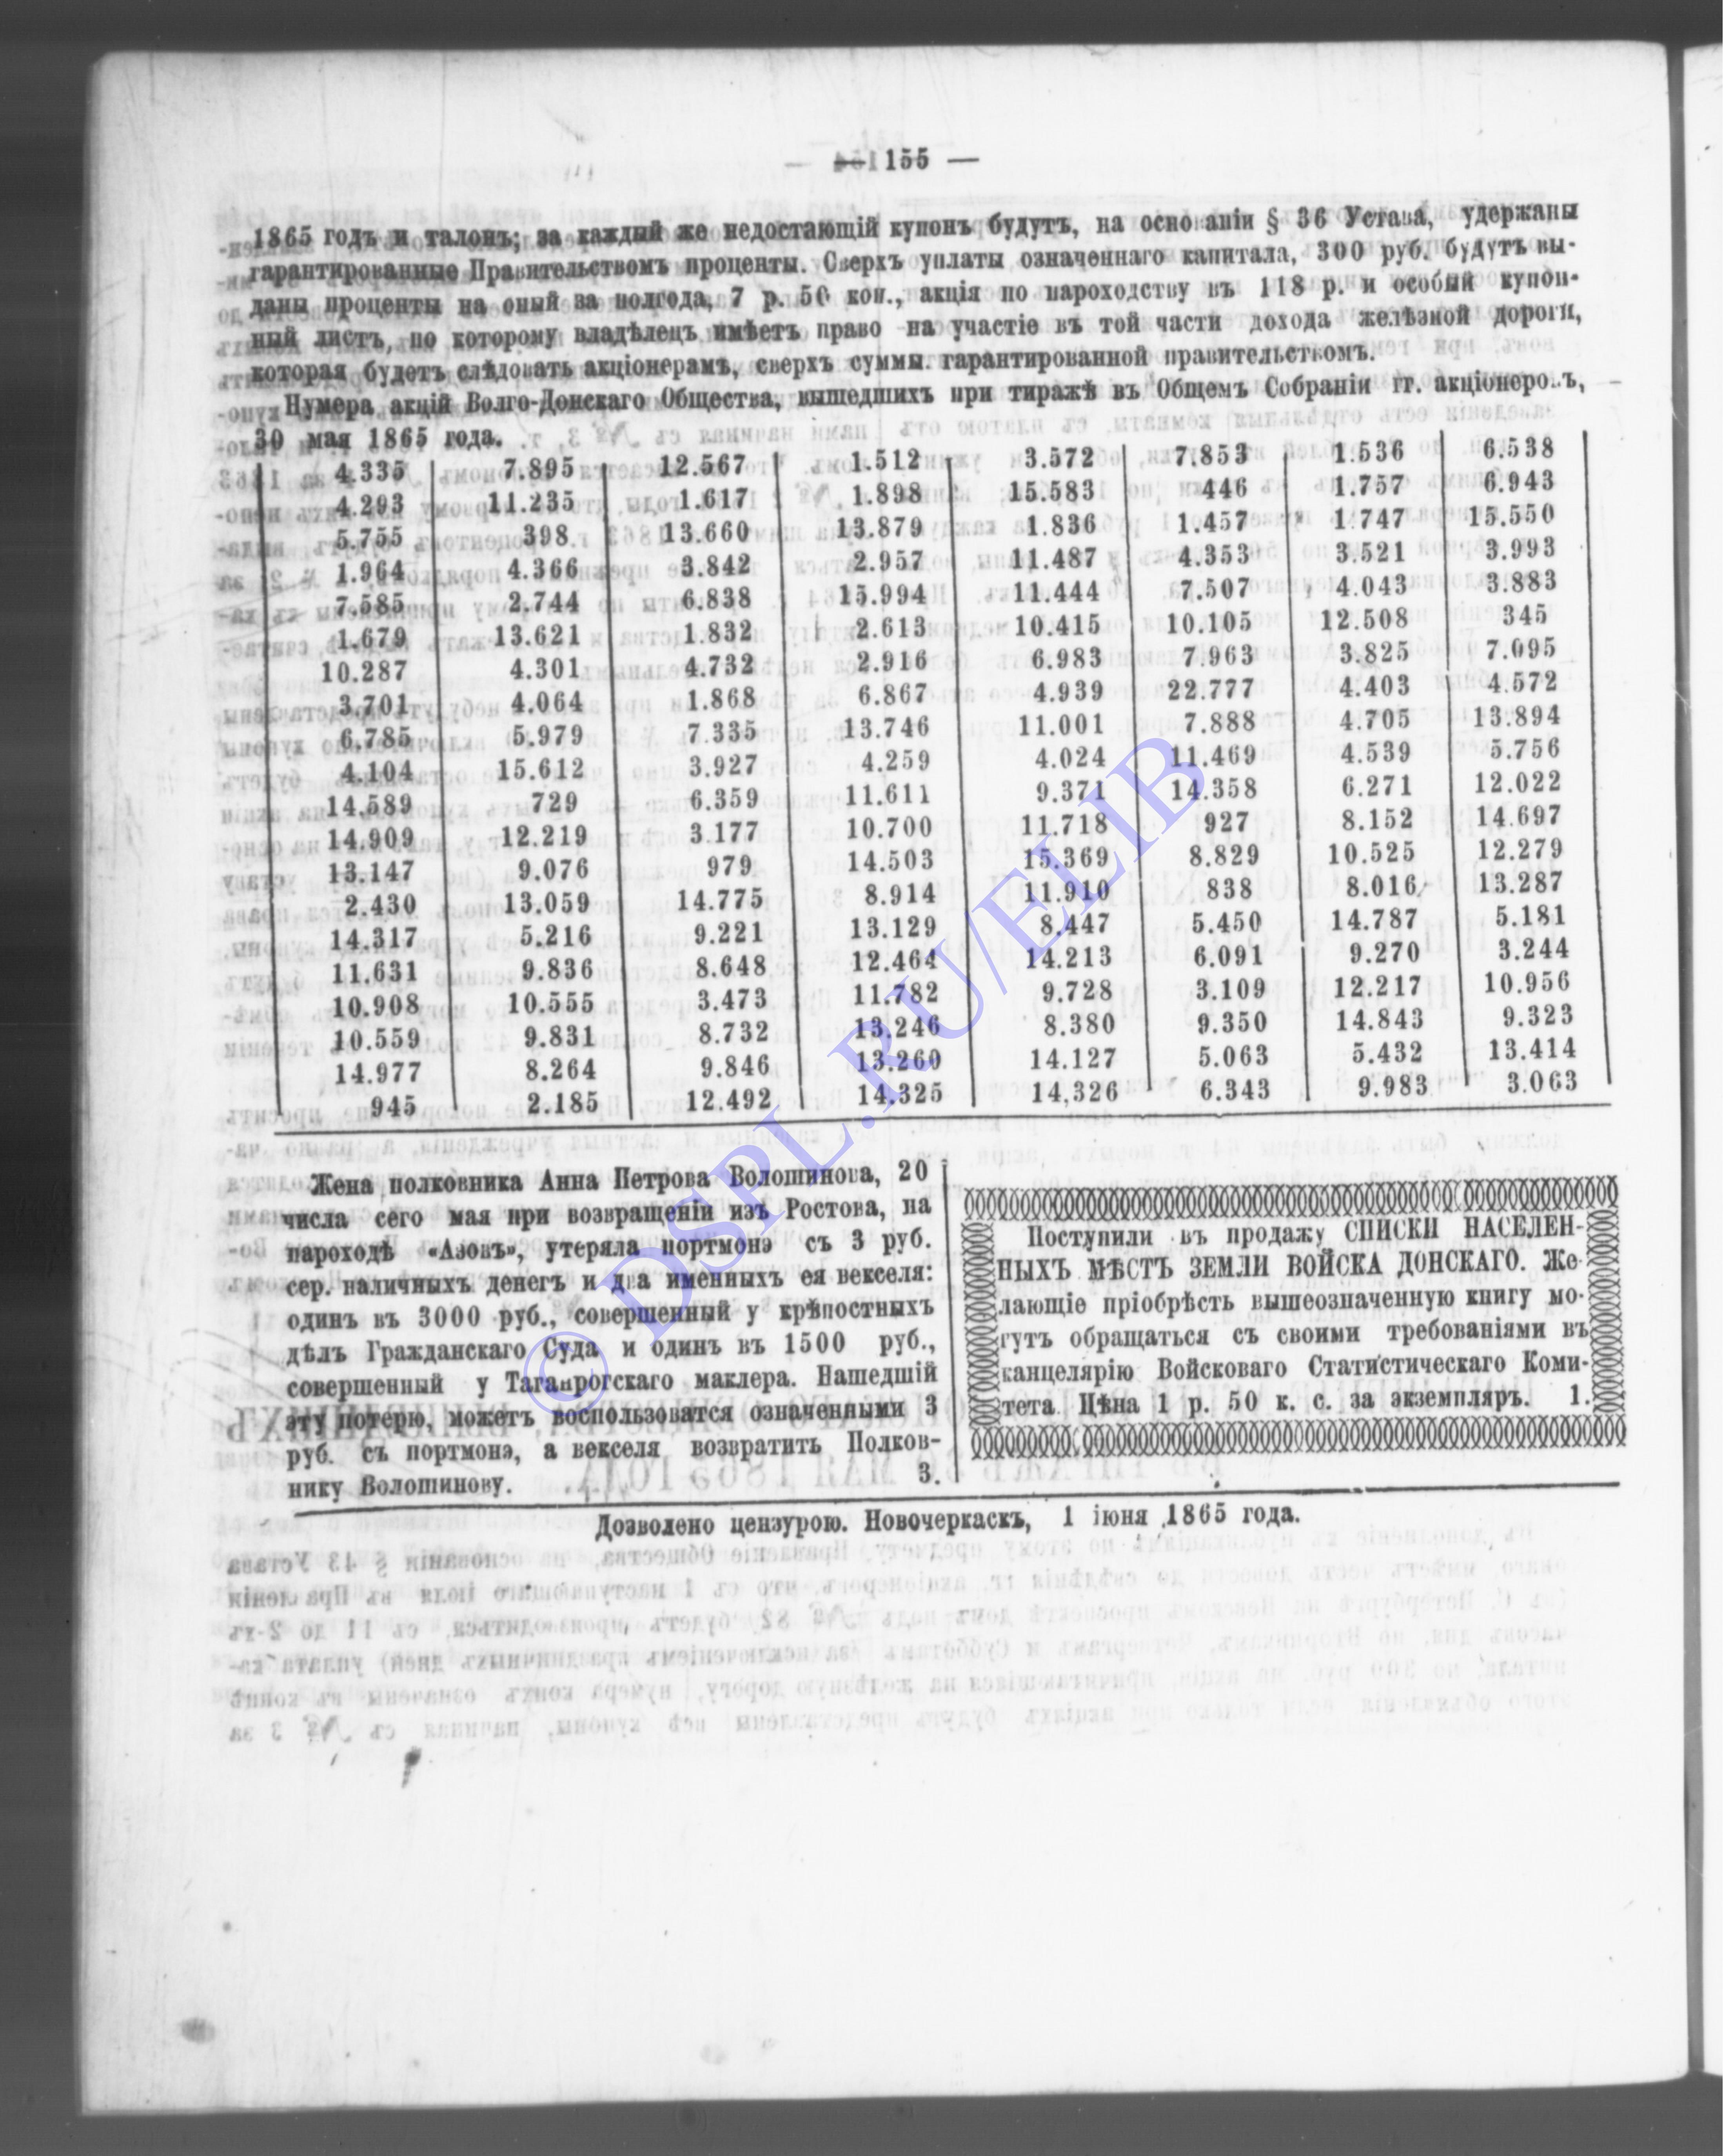 — 155 —
1865 годъ и талонъ; за каждый же недостающій купонъ будутъ, на основаніи § 36 Устава, удержаны
гарантированные Правительствомъ проценты. Сверхъ уплаты означеннаго капитала, 300 руб. будутъ вы-
даны проценты на оный за полгода, 7 р. 50 коп., акція по пароходству въ 118 р. и особый купон-
ный листъ, по которому владѣлецъ имѣетъ право на участіе въ той части дохода желѣзной дороги,
которая будетъ слѣдовать акціонерамъ, сверхъ суммы гарантированной правительствомъ.
Нумера акцій Волго-Донскаго Общества, вышедшихъ при тиражѣ въ Общемъ Собраніи гг. акціонеровъ,
30 мая 1865 года.
4.335 7.895 12.567 1.512 3.572 7.853 1.536 6.538
4.293 11.235 1.617 1.898 15.583 446 1.757 6.943
5.755 398 13.660 13.879 1.836 1.457 1.747 15.550
1.964 4.366 3.842 2.957 11.487 4.353 3.521 3.993
7.585 2.744 6.838 15.994 11.444 7.507 4.043 3.883
1.679 13.621 1.832 2.613 10.415 10.105 12.508 345
10.287 4.301 4.732 2.916 6.983 7.963 3.825 7.095
3.701 4.064 1.868 6.867 4.939 22.777 4.403 4.572
6.785 5.979 7.335 13.746 11.001 7.888 4.705 13.894
4.104 15.612 3.927 4.259 4.024 11.469 4.539 5.756
14.589 729 6.359 11.611 9.371 14.358 6.271 12.022
14.909 12.219 3.177 10.700 11.718 927 8.152 14.697
13.147 9.076 979 14.503 15.369 8.829 10.525 12.279
2.430 13.059 14.775 8.914 11.910 838 8.016 13.287
14.317 5.216 9.221 13.129 8.447 5.450 14.787 5.181
11.631 9.836 8.648 12.464 14.213 6.091 9.270 3.244
10.908 10.555 3.473 11.782 9.728 3.109 12.217 10.956
10.559 9.831 8.732 13.246 8.380 9.350 14.843 9.323
14.977 8.264 9.846 13.260 14.127 5.063 5.432 13.414
945 2.185 12.492 14.325 14,326 6.343 9.983 3.063
Жена полковника Анна Петрова Волошинова, 20
числа сего мая при возвращеніи изъ Ростова, на
пароходѣ «Азовъ», утеряла портмонэ съ 3 руб.
сер. наличныхъ денегъ и два именныхъ ея векселя:
одинъ въ 3000 руб., совершенный у крѣпостныхъ
дѣлъ Гражданскаго Суда и одинъ въ 1500 руб.,
совершенный у Таганрогскаго маклера. Нашедшій
эту потерю, можетъ воспользоватся означенными 3
руб. съ портмонэ, а векселя возвратить Полков-
нику Волошинову. 3.
Поступили въ продажу СПИСКИ НАСЕЛЕН-
НЫХЪ МѢСТЪ ЗЕМЛИ ВОЙСКА ДОНСКАГО. Же-
лающіе пріобрѣсть вышеозначенную книгу мо-
гутъ обращаться съ своими требованіями въ
канцелярію Войсковаго Статистическаго Коми-
тета Цѣна 1 р. 50 к. с. за экземпляръ. 1.
Дозволено цензурою. Новочеркаскъ, 1 іюня 1865 года.
© DSPL.RU/ELIB